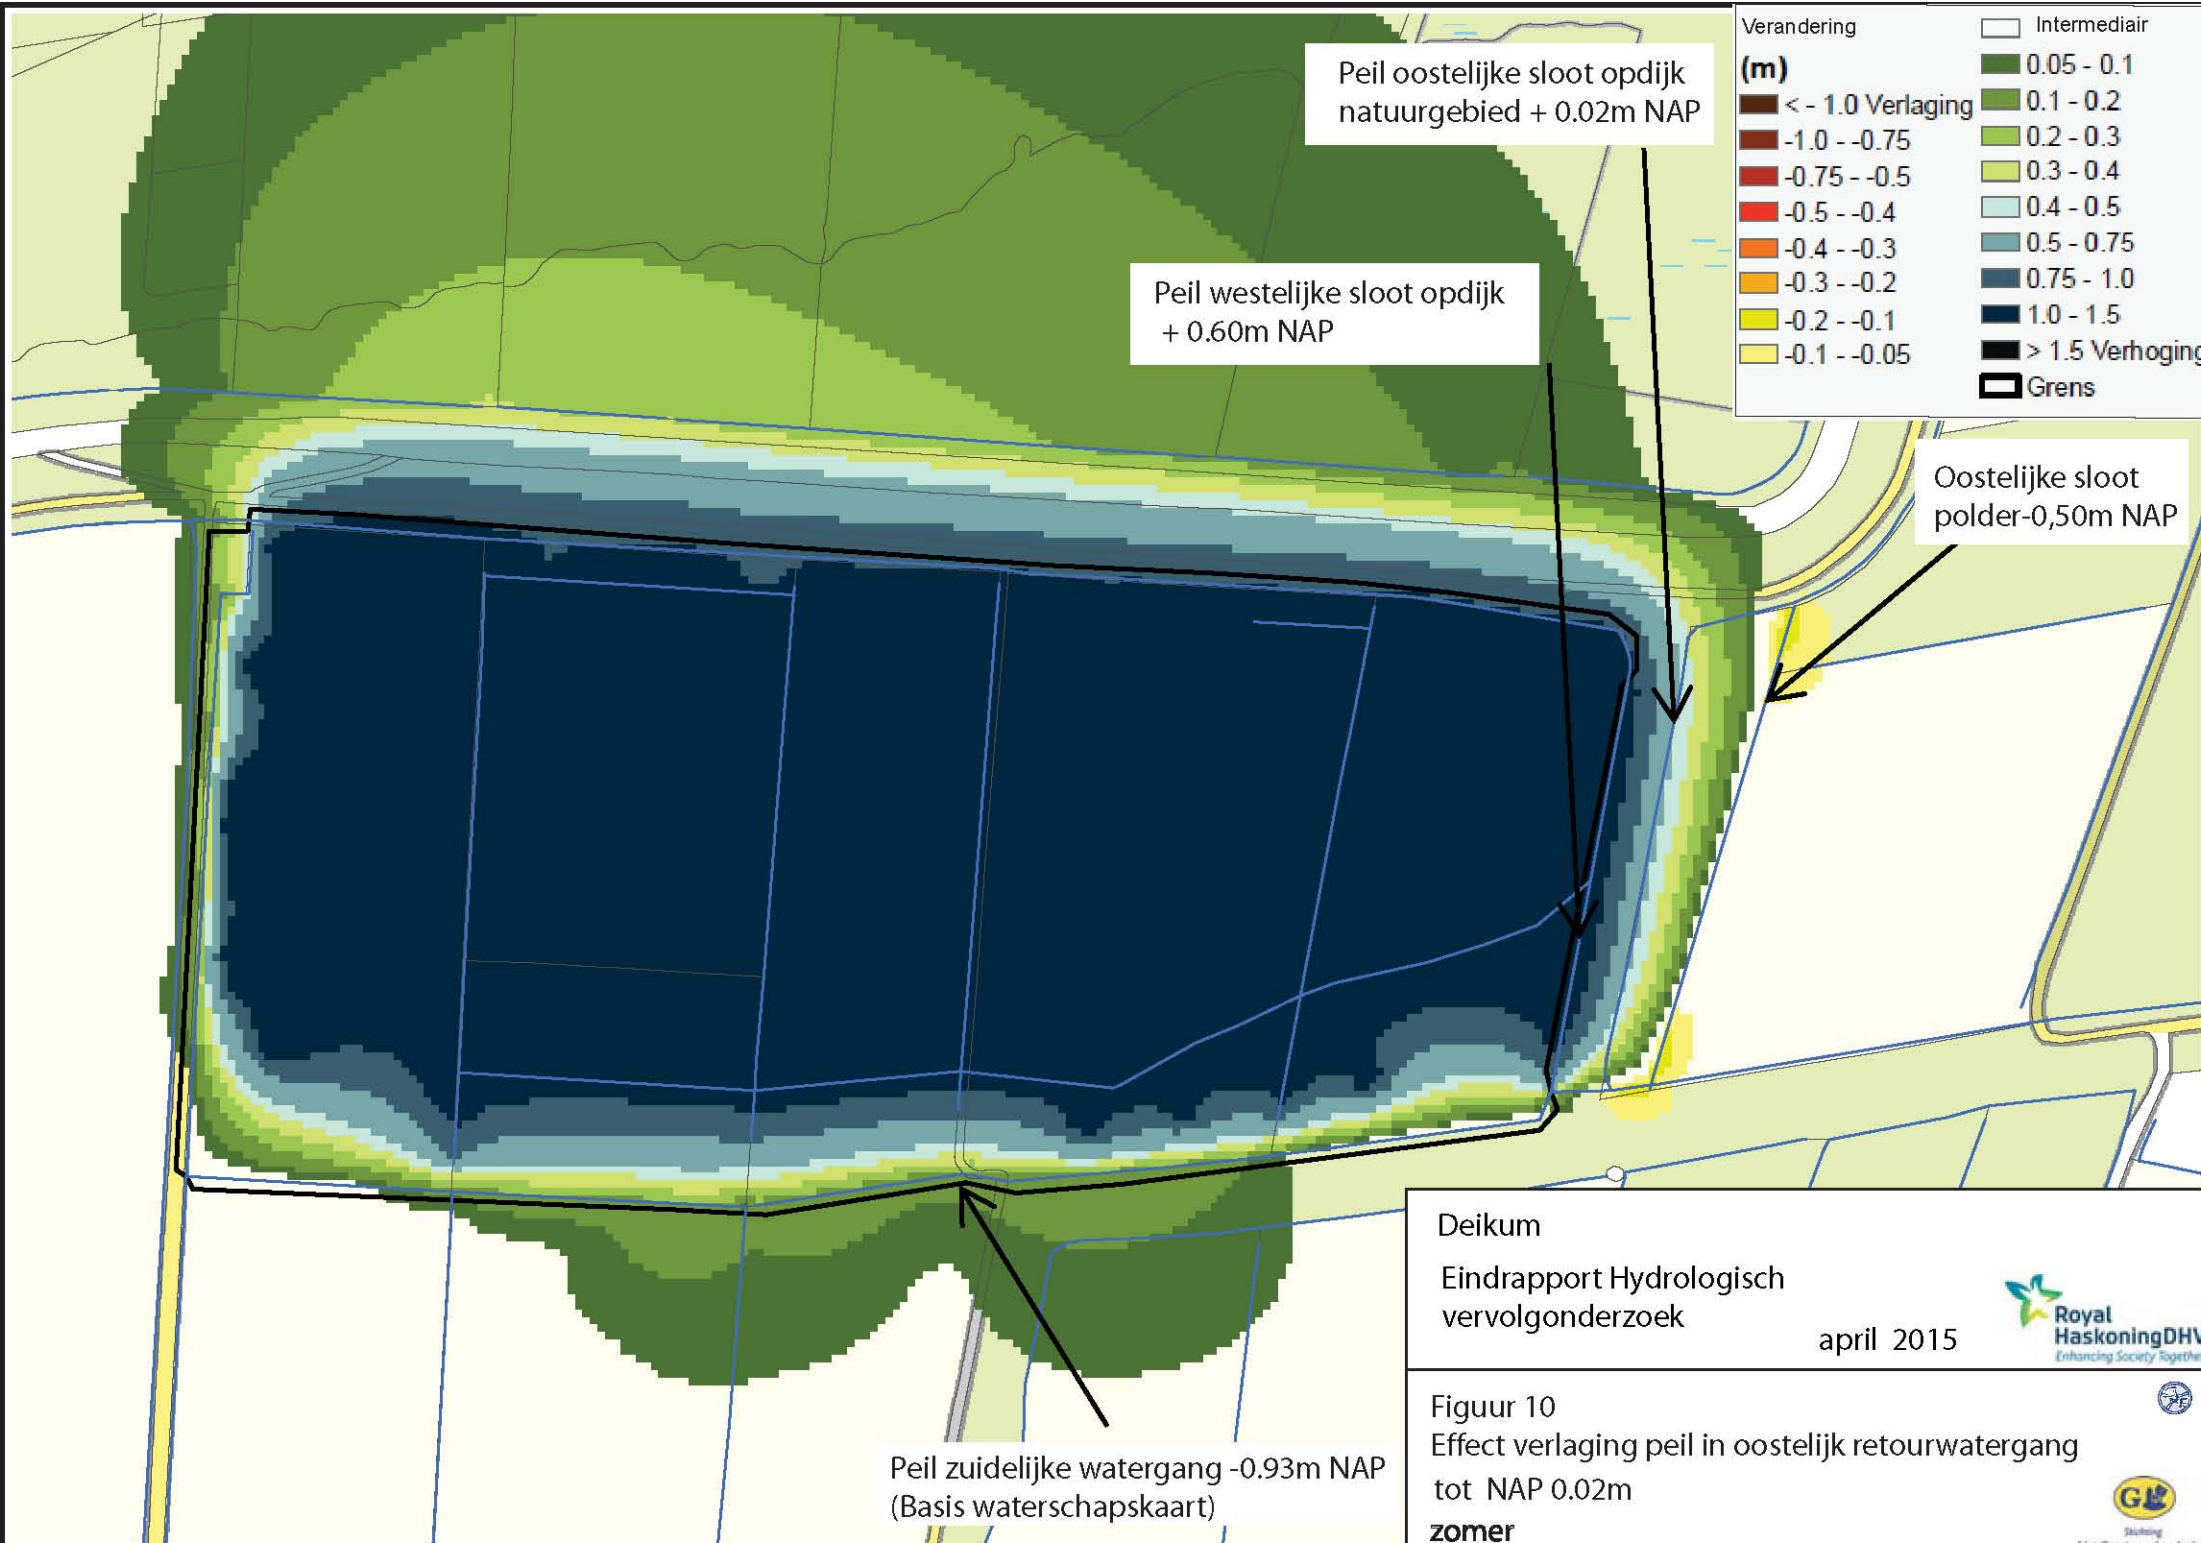 Peil oostelijke sloot opdijk
natuurgebied + 0.02m NAP
Peil westelijke sloot opdijk
+ 0.60m NAP
Verandering
(m)
< - 1.0 Verlaging
-1.0 - -0.75
-0.75 - -0.5
-0.5 - -0.4
-0.4 - -0.3
-0.3 - -0.2
-0.2 - -0.1
-0.1 - -0.05
Intermediair
0.05 - 0.1
0.1 - 0.2
0.2 - 0.3
0.3 - 0.4
0.4 - 0.5
0.5 - 0.75
0.75 - 1.0
1.0 - 1.5
> 1.5 Verhoging
Grens
Oostelijke sloot
polder-0,50m NAP
Peil zuidelijke watergang -0.93m NAP
(Basis waterschapskaart)
Deikum
Eindrapport Hydrologisch
vervolgonderzoek
april 2015
Royal
HaskoningDHV
Enhancing Society Together
Figuur 10
Effect verlaging peil in oostelijk retourwatergang
tot NAP 0.02m
zomer
Stichting